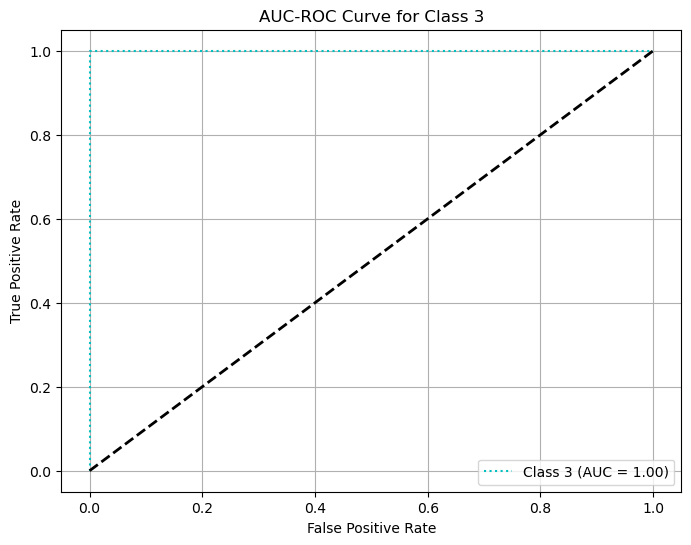 AUC-ROC Curve for Class 3
True Positive Rate
1.0
0.8
0.6
0.4
0.2
0.0
0.0 0.2 0.4 0.6 0.8 1.0
False Positive Rate
Class 3 (AUC = 1.00)